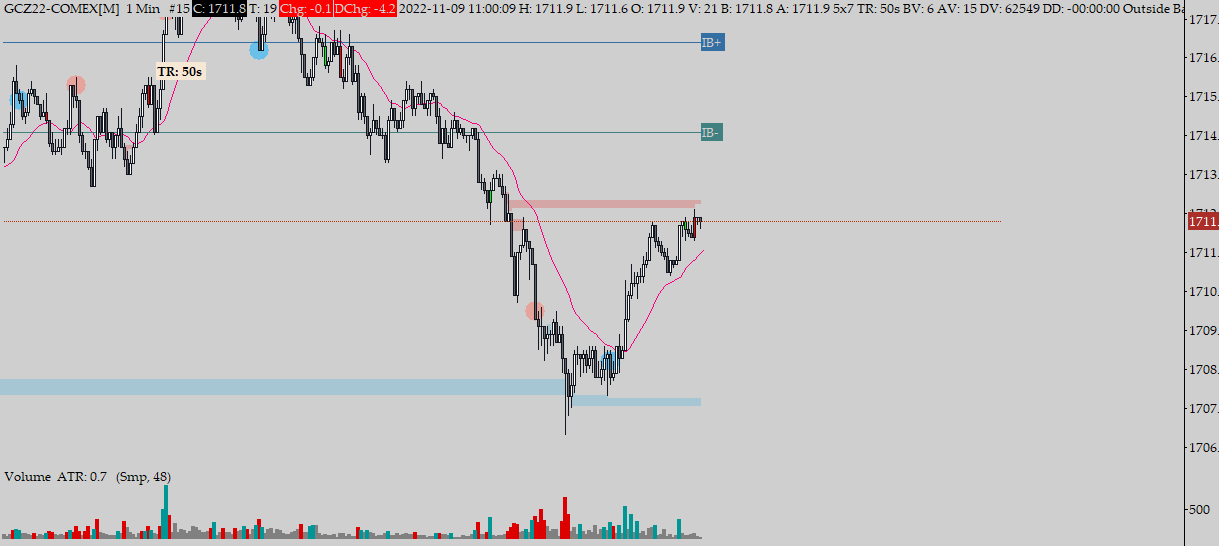 GCZ22-COMEX[M] 1 Min #15 C: 1711.8 T: 19 Chg: -0.1 DChg: -4.2 2022-11-09 11:00:09 H: 1711.9 L: 1711.6 O: 1711.9 V: 21 B: 1711.8 A: 1711.9 5x7 TR: 50s BV: 6 AV: 15 DV: 62549 DD: -00:00:00 Outside Ba
1717.
IB+
1716.
TR: 50s
1715.
IB-
1714.
1713.
1711.
1711.
1710.
1709.
1708.
1707.
1706.
Volume ATR: 0.7 (Smp, 48)
500